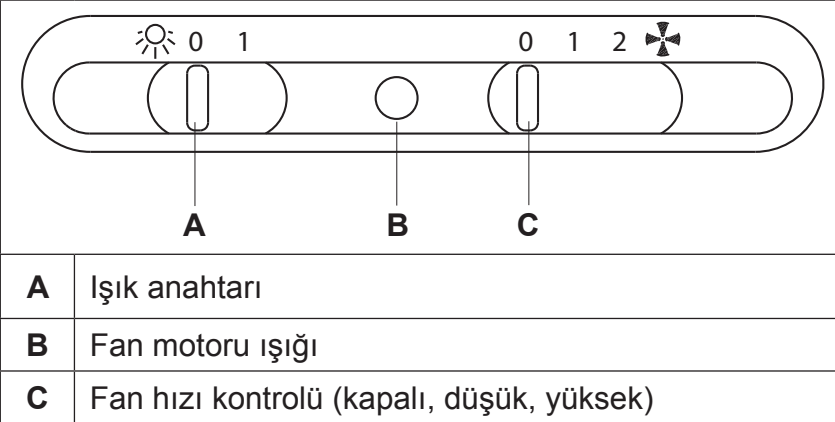 0 1 0 1 2
A B C
A Işık anahtarı
B Fan motoru ışığı
C Fan hızı kontrolü (kapalı, düşük, yüksek)